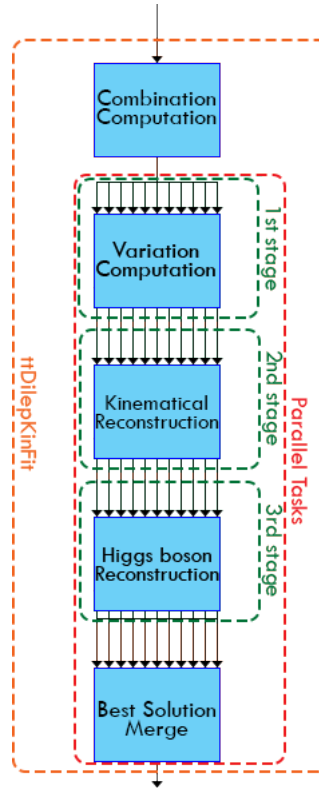 Combination
Computation
Variation
Computation
1st stage
Kinematical
Reconstruction
2nd stage
Higgs boson
Reconstruction
3rd stage
Best Solution
Merge
Parallel Tasks
ttDilepKinFit